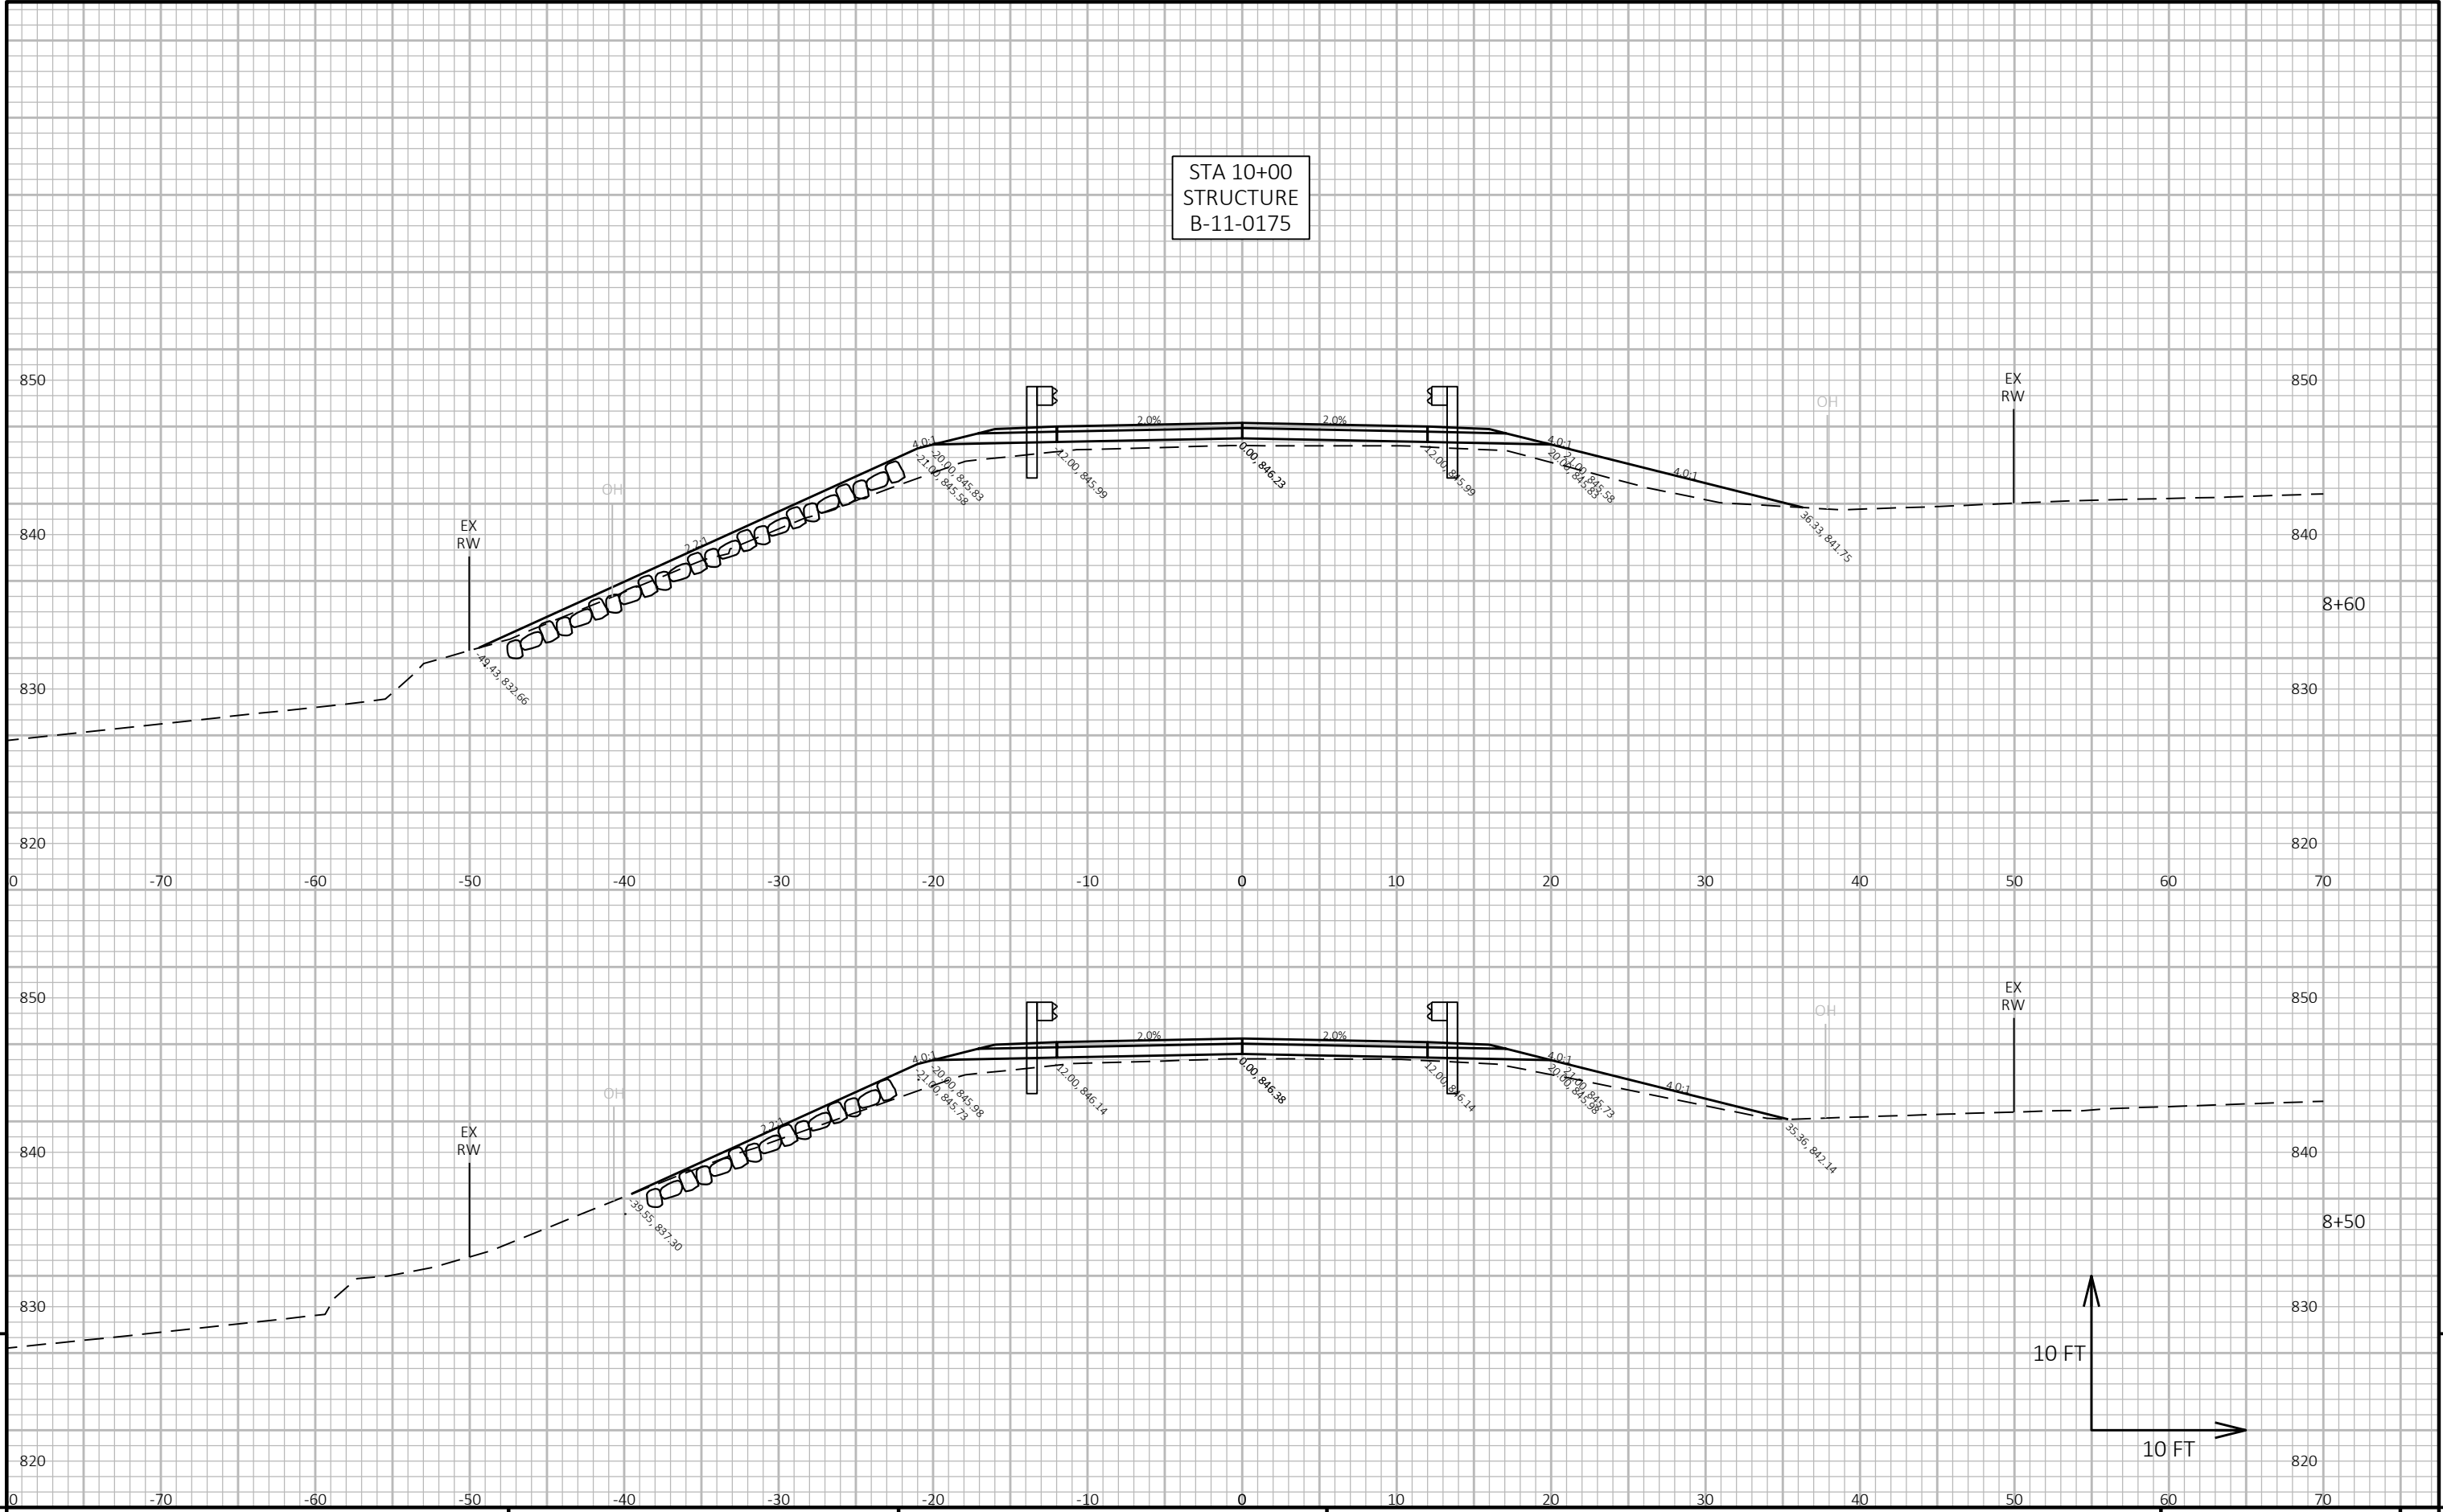 STA 10+00
STRUCTURE
B-11-0175
850
850
EX
RW
OH
2.0%
2.0%
4.0:1
4.0:1
4.0:1
-20.00, 845.83
-21.00, 845.58
-12.00, 845.99
0.00, 846.23
12.00, 845.99
21.00, 845.58
20.00, 845.83
OH
EX
RW
840
840
2.2:1
36.33, 841.75
8+60
-49.43, 832.66
830
830
820
820
0 -70 -60 -50 -40 -30 -20 -10 0 10 20 30 40 50 60 70
850
850
EX
RW
OH
2.0%
2.0%
4.0:1
4.0:1
4.0:1
-20.00, 845.98
-21.00, 845.73
-12.00, 846.14
0.00, 846.38
12.00, 846.14
21.00, 845.73
20.00, 845.98
OH
2.2:1
EX
RW
840
840
35.36, 842.14
-39.55, 837.30
8+50
830
830
10 FT
10 FT
820
820
0 -70 -60 -50 -40 -30 -20 -10 0 10 20 30 40 50 60 70